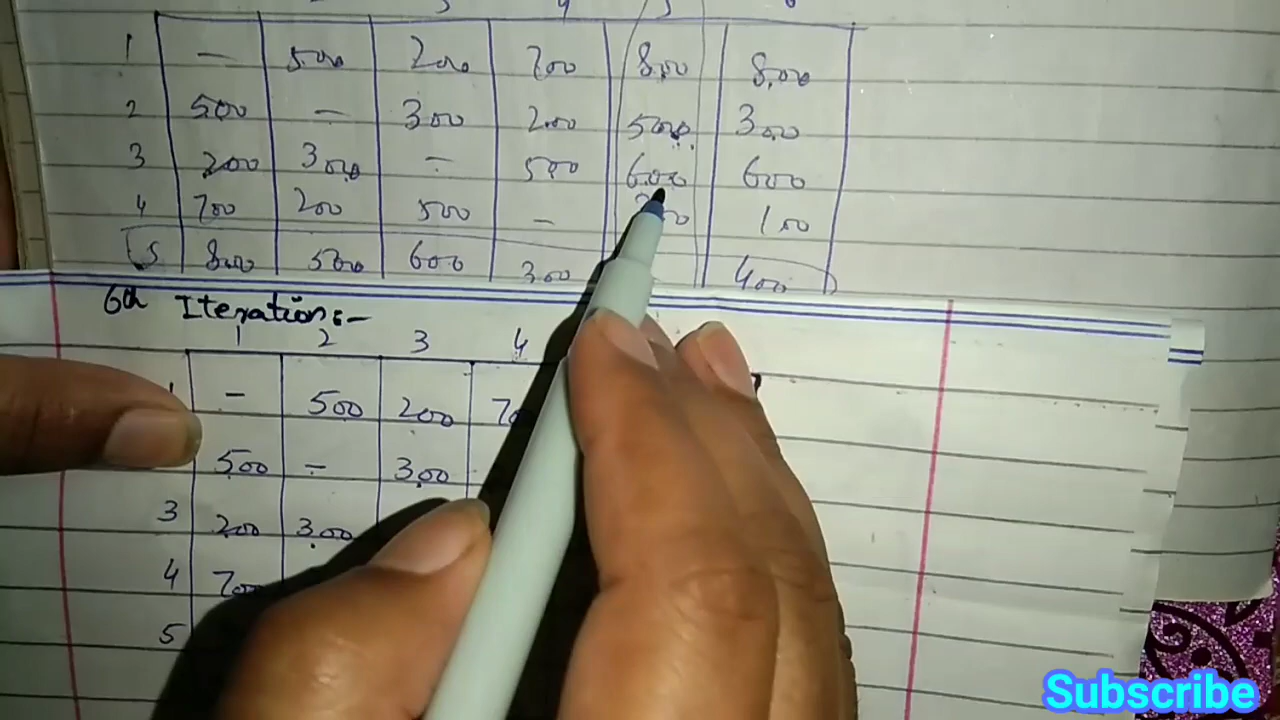 4
1 — 500 200 700 800 800
2 500 — 300 200 500 300
3 200 300 — 500 600 600
4 700 200 500 — 100
5 800 500 600 300 400
6th Iteration:-
1 2 3 4
— 500 200
500 — 300
3 200 300
4 700
5
Subscribe